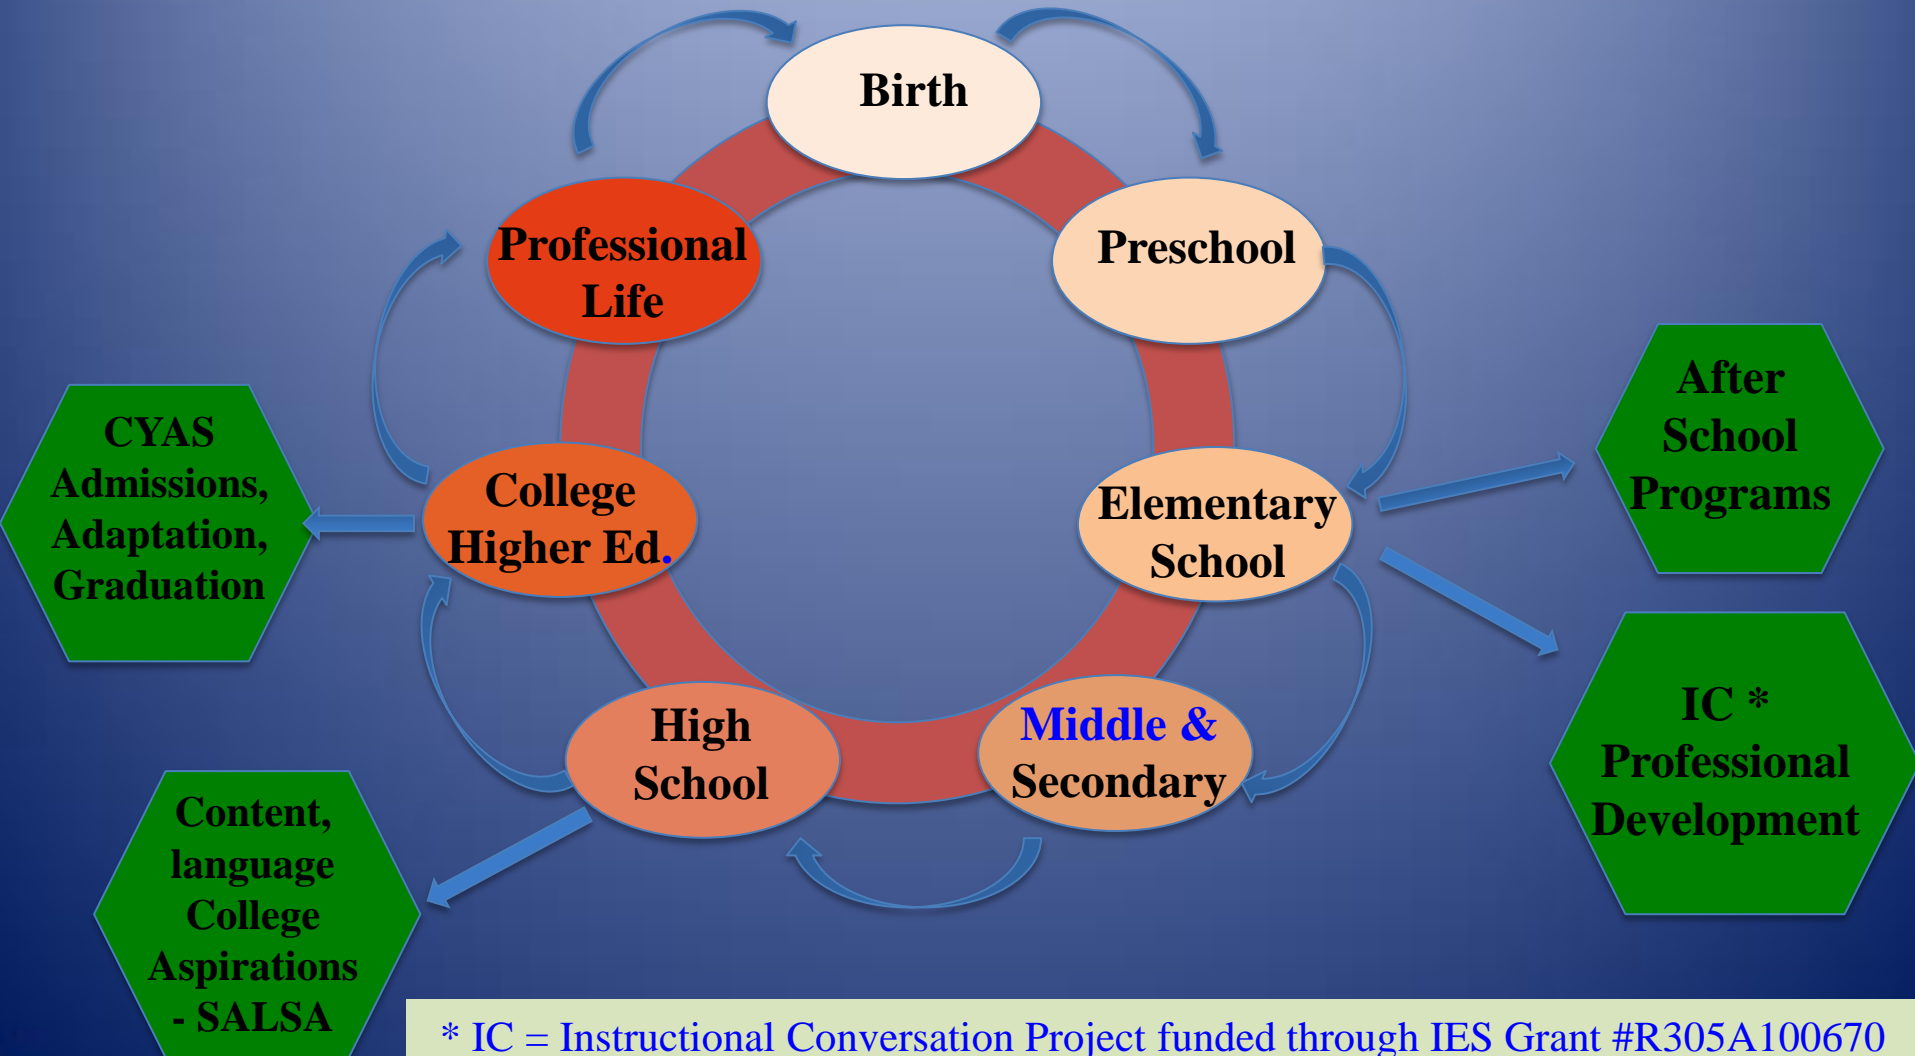 Birth
Preschool
Elementary
School
Middle &
Secondary
High
School
College
Higher Ed.
Professional
Life
After
School
Programs
IC *
Professional
Development
Content,
language
College
Aspirations
- SALSA
CYAS
Admissions,
Adaptation,
Graduation
* IC = Instructional Conversation Project funded through IES Grant #R305A100670